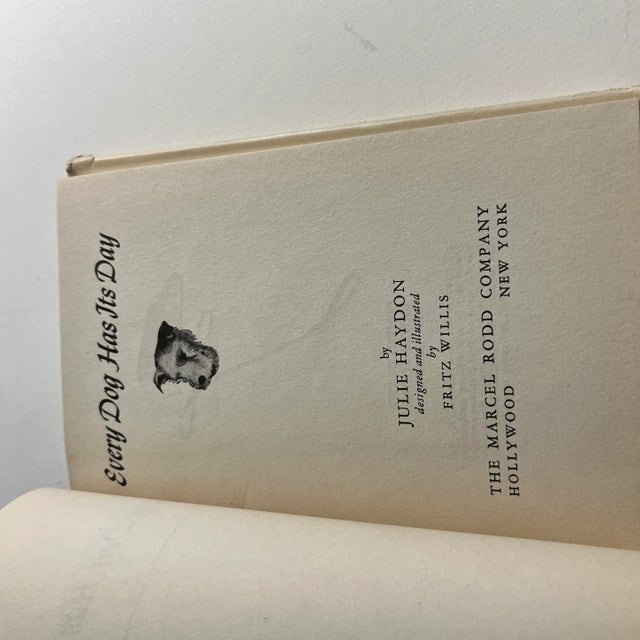 Every Dog Has Its Day
by
JULIE HAYDON
designed and illustrated
by
FRITZ WILLIS
THE MARCEL RODD COMPANY
HOLLYWOOD NEW YORK